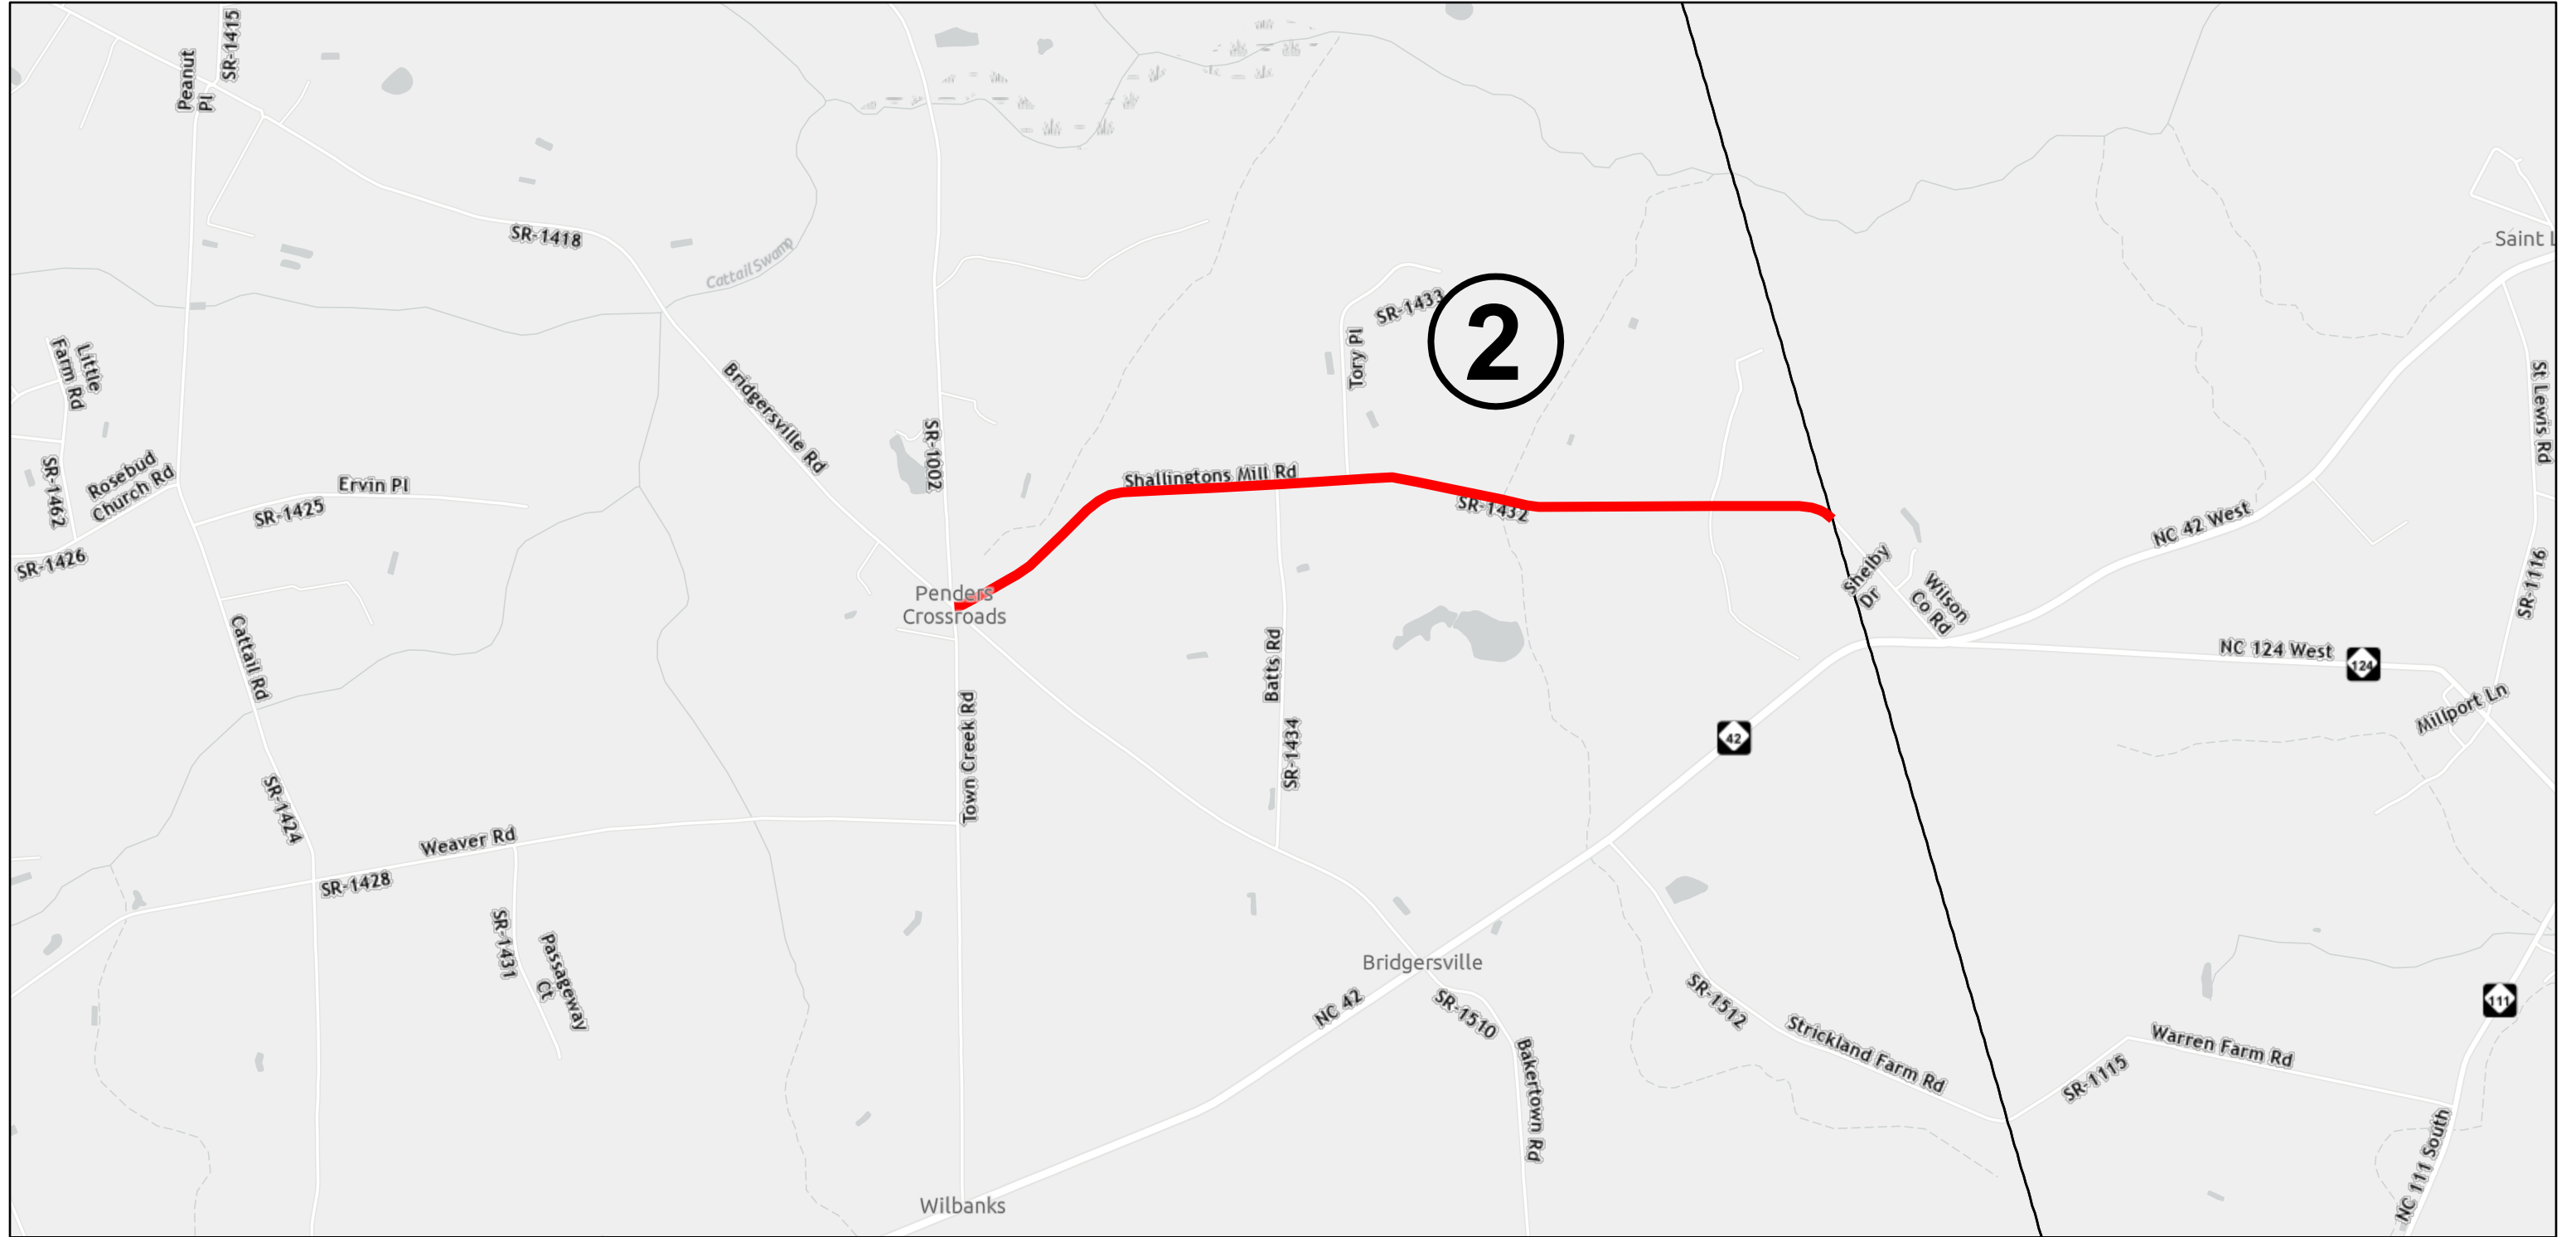 SR-1415
Peanut
Pl
SR-1418
Cattail Swamp
Saint L
SR-1433
2
Tory Pl
Little
Farm Rd
Bridgersville Rd
SR-1002
St Lewis Rd
Rosebud
Church Rd
SR-1462
Ervin Pl
SR-1425
SR-1426
Shallingtons Mill Rd
SR-1432
NC 42 West
Shelby
Dr
Wilson
Co Rd
SR-1116
Penders
Crossroads
Cattail Rd
Batts Rd
NC 124 West
124
Millport Ln
Town Creek Rd
SR-1434
42
SR-1424
Weaver Rd
SR-1428
SR-1431
Passageway
Ct
Bridgersville
NC 42
SR-1510
SR-1512
Strickland Farm Rd
111
Warren Farm Rd
SR-1115
Bakertown Rd
NC 111 South
Wilbanks